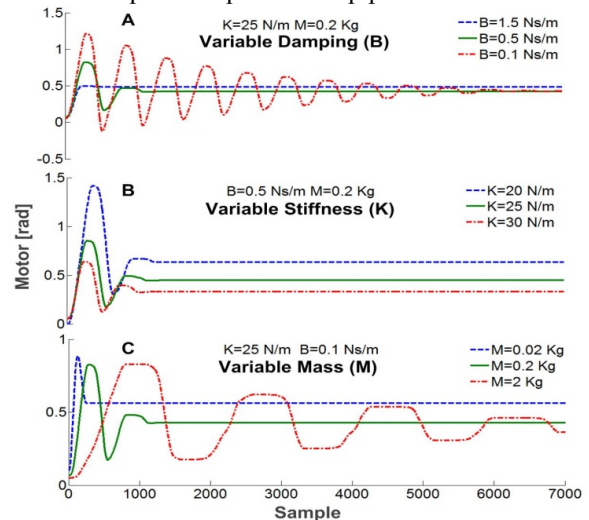 1.5
1
0.5
0
-0.5
A
K=25 N/m M=0.2 Kg
Variable Damping (B)
B=1.5 Ns/m
B=0.5 Ns/m
B=0.1 Ns/m
1.5
1
0.5
0
B
B=0.5 Ns/m M=0.2 Kg
Variable Stiffness (K)
K=20 N/m
K=25 N/m
K=30 N/m
Motor [rad]
1
0.5
0
C
K=25 N/m B=0.1 Ns/m
Variable Mass (M)
M=0.02 Kg
M=0.2 Kg
M=2 Kg
0 1000 2000 3000 4000 5000 6000 7000
Sample